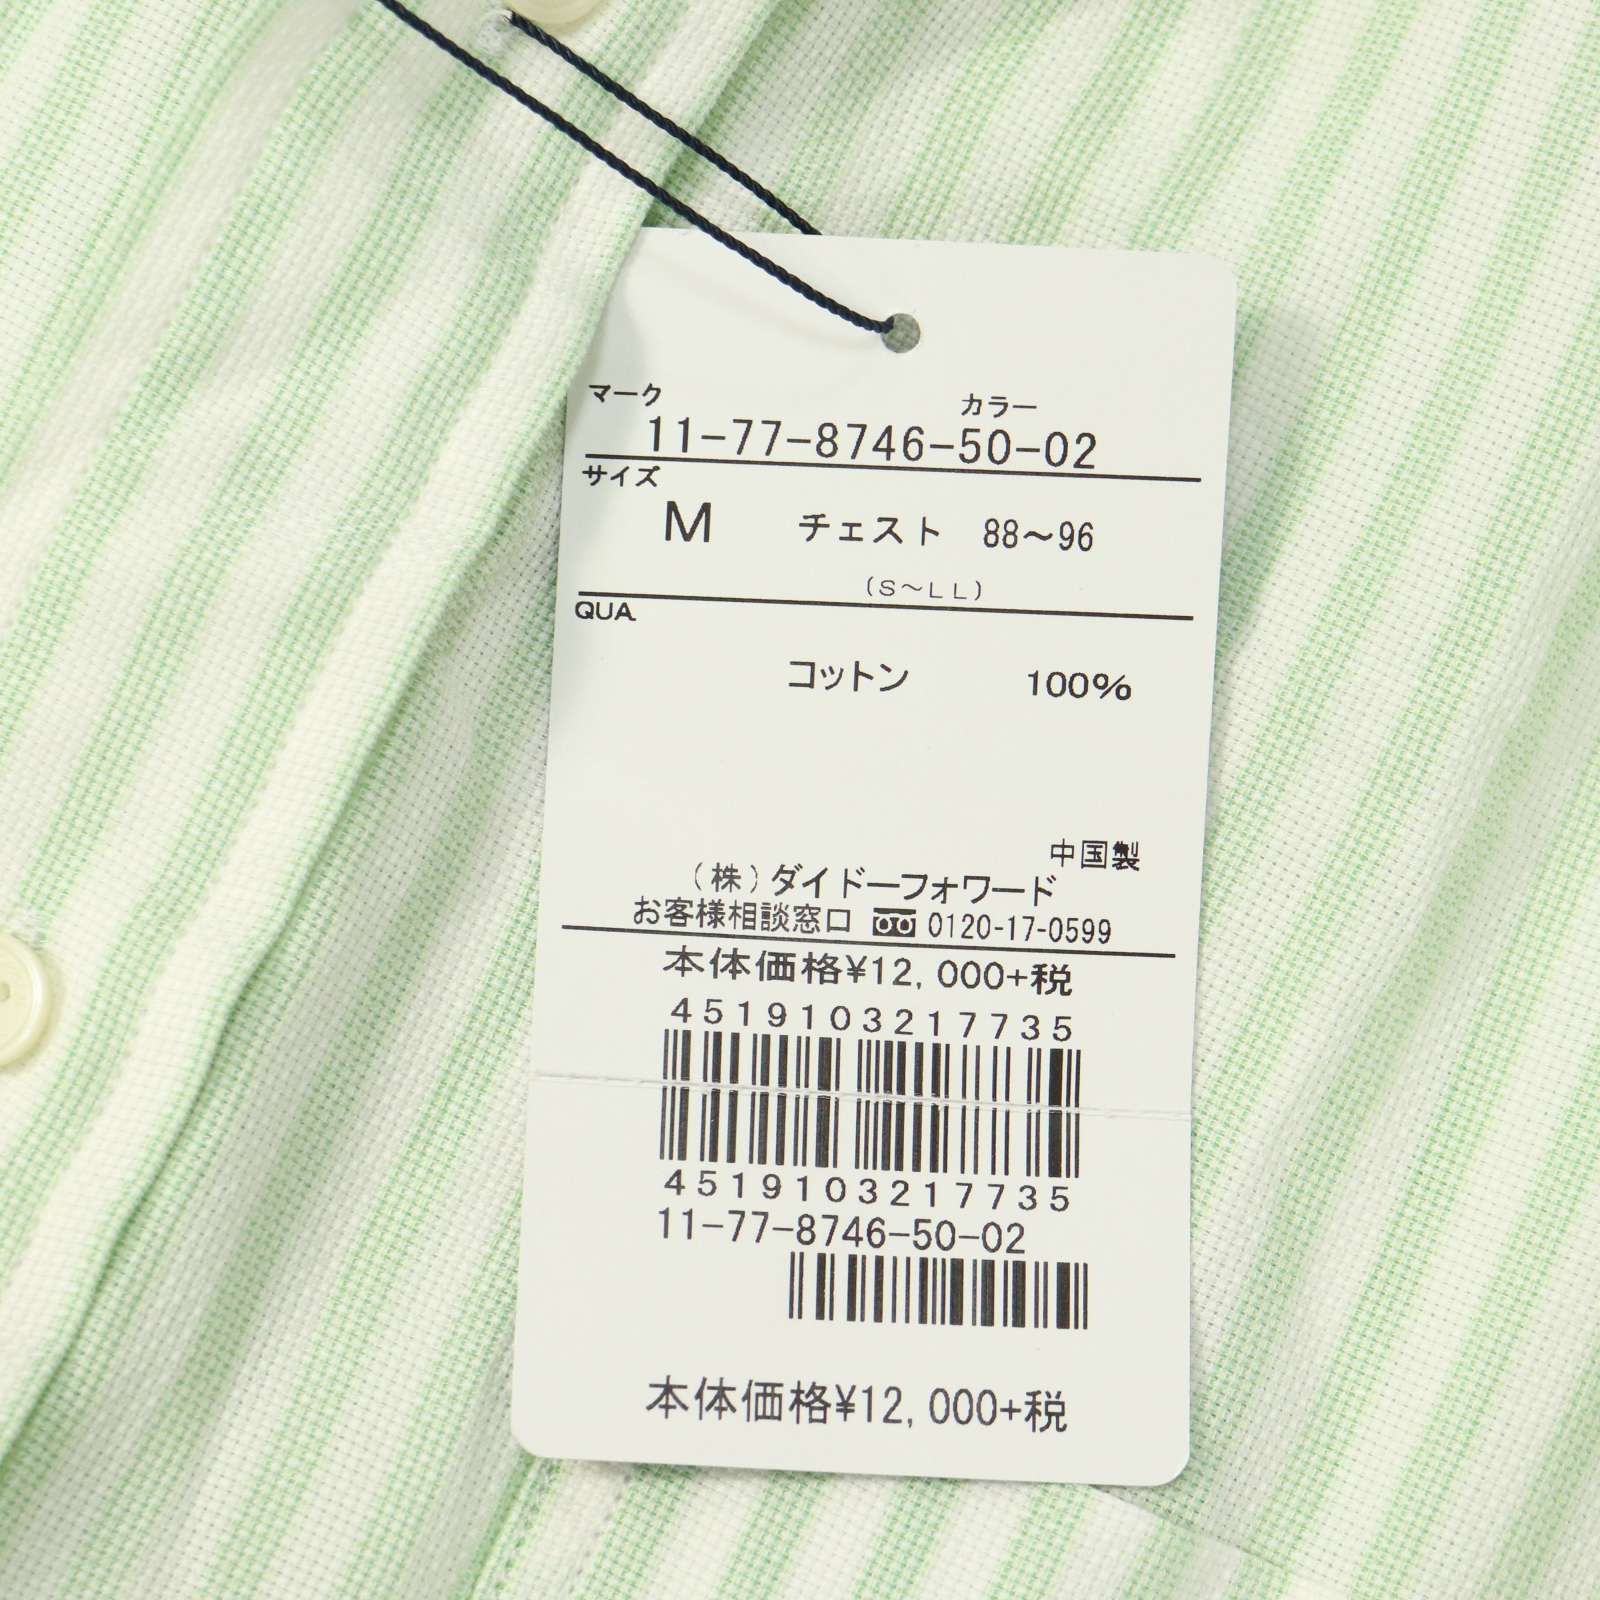 マーク カラー
11-77-8746-50-02
サイズ
M チェスト 88～96
(S～LL)
QUA.
コットン 100%
中国製
(株)ダイドーフォワード
お客様相談窓口 0120-17-0599
本体価格¥12,000+税
4519103217735
4519103217735
11-77-8746-50-02
本体価格¥12,000+税